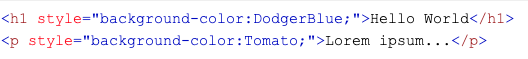 <h1 style="background-color:DodgerBlue;">Hello World</h1>
<p style="background-color:Tomato;">Lorem ipsum...</p>